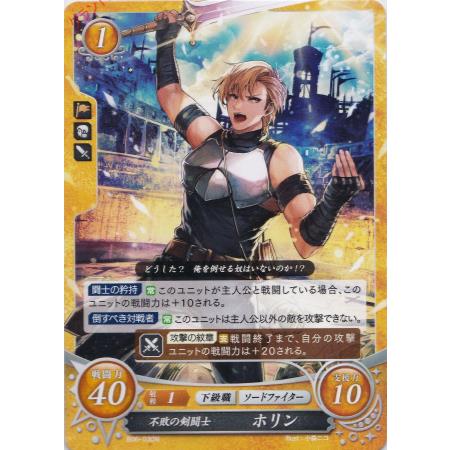 1
どうした？ 俺を倒せる奴はいないのか！？
闘士の矜持 常 このユニットが主人公と戦闘している場合、この
ユニットの戦闘力は＋10される。
倒すべき対戦者 常 このユニットは主人公以外の敵を攻撃できない。
攻撃の紋章 支 戦闘終了まで、自分の攻撃
ユニットの戦闘力は＋20される。
戦闘力
40
射程 1
下級職
ソードファイター
支援力
10
不敗の剣闘士 ホリン
Illust：小森ニコ